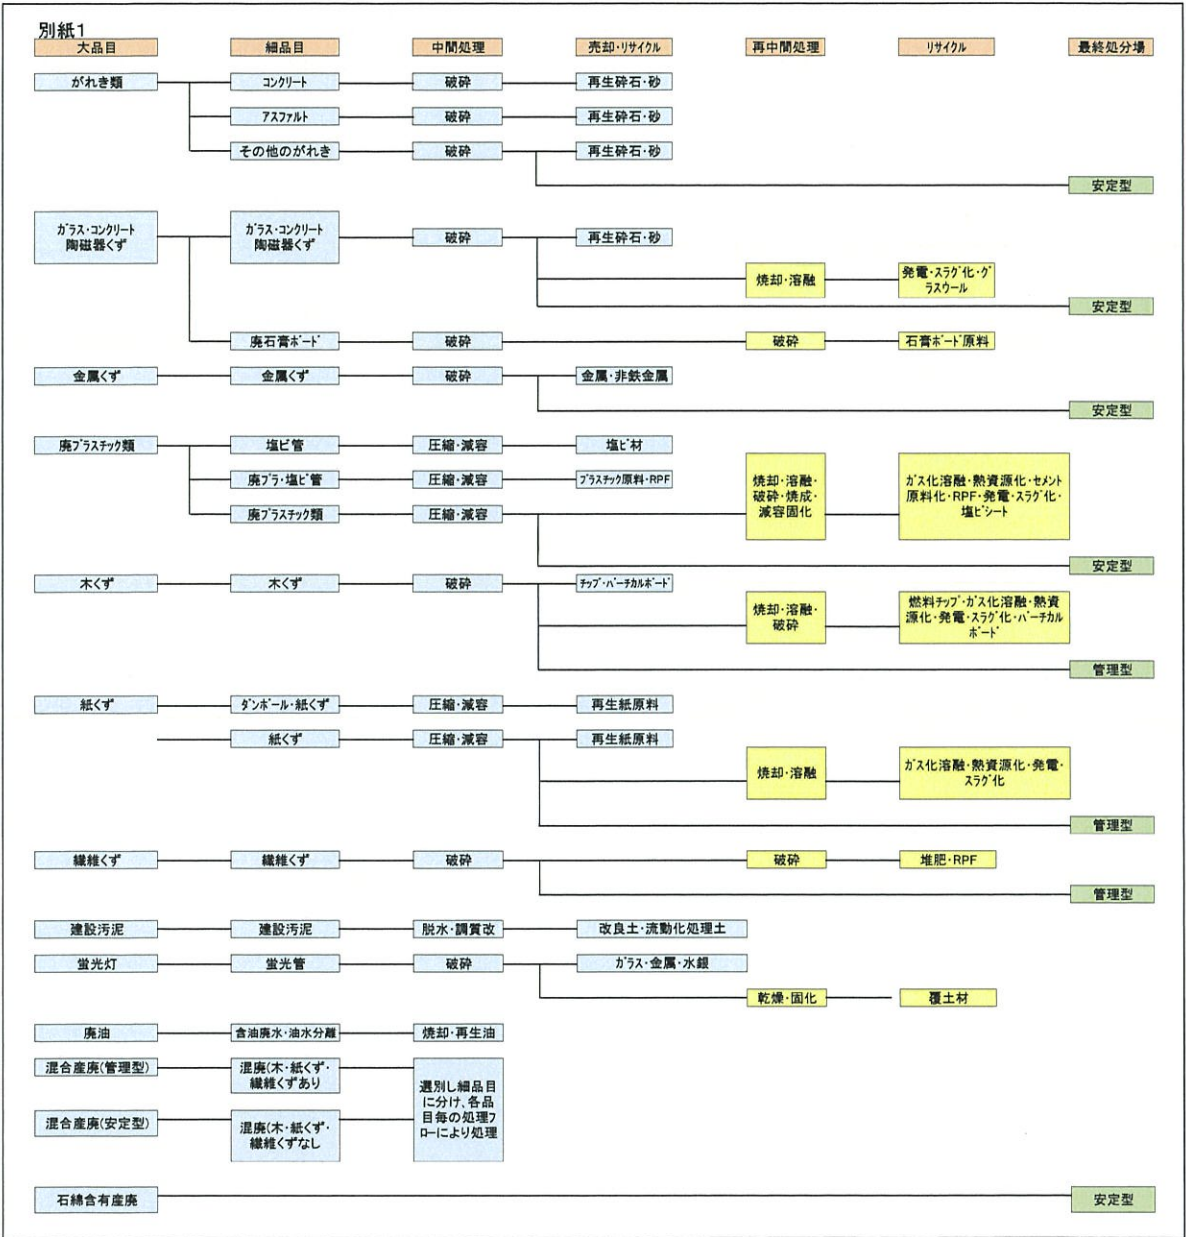 別紙1
大品目 細品目 中間処理 売却・リサイクル 再中間処理 リサイクル 最終処分場
がれき類 コンクリート 破砕 再生砕石・砂
アスファルト 破砕 再生砕石・砂
その他のがれき 破砕 再生砕石・砂
安定型
ガラス・コンクリート
陶磁器くず
ガラス・コンクリート
陶磁器くず
破砕 再生砕石・砂
焼却・溶融
発電・スラグ化・グ
ラスウール
安定型
廃石膏ボード 破砕 破砕 石膏ボード原料
金属くず 金属くず 破砕 金属・非鉄金属
安定型
廃プラスチック類 塩ビ管 圧縮・減容 塩ビ材
廃プラ・塩ビ管 圧縮・減容 プラスチック原料・RPF
廃プラスチック類 圧縮・減容
焼却・溶融・
破砕・焼成・
減容固化
ガス化溶融・熱資源化・セメント
原料化・RPF・発電・スラグ化・
塩ビシート
安定型
木くず 木くず 破砕 チップ・パーチカルボード
焼却・溶融・
破砕
燃料チップ・ガス化溶融・熱資
源化・発電・スラグ化・パーチカル
ボード
管理型
紙くず ダンボール・紙くず 圧縮・減容 再生紙原料
紙くず 圧縮・減容 再生紙原料
焼却・溶融
ガス化溶融・熱資源化・発電・
スラグ化
管理型
繊維くず 繊維くず 破砕 破砕 堆肥・RPF
管理型
建設汚泥 建設汚泥 脱水・調質改 改良土・流動化処理土
蛍光灯 蛍光管 破砕 ガラス・金属・水銀
乾燥・固化 覆土材
廃油 含油廃水・油水分離 焼却・再生油
混合産廃(管理型)
混廃(木・紙くず・
繊維くずあり
混合産廃(安定型)
混廃(木・紙くず・
繊維くずなし
選別し細品目
に分け、各品
目毎の処理フ
ローにより処理
石綿含有産廃 安定型